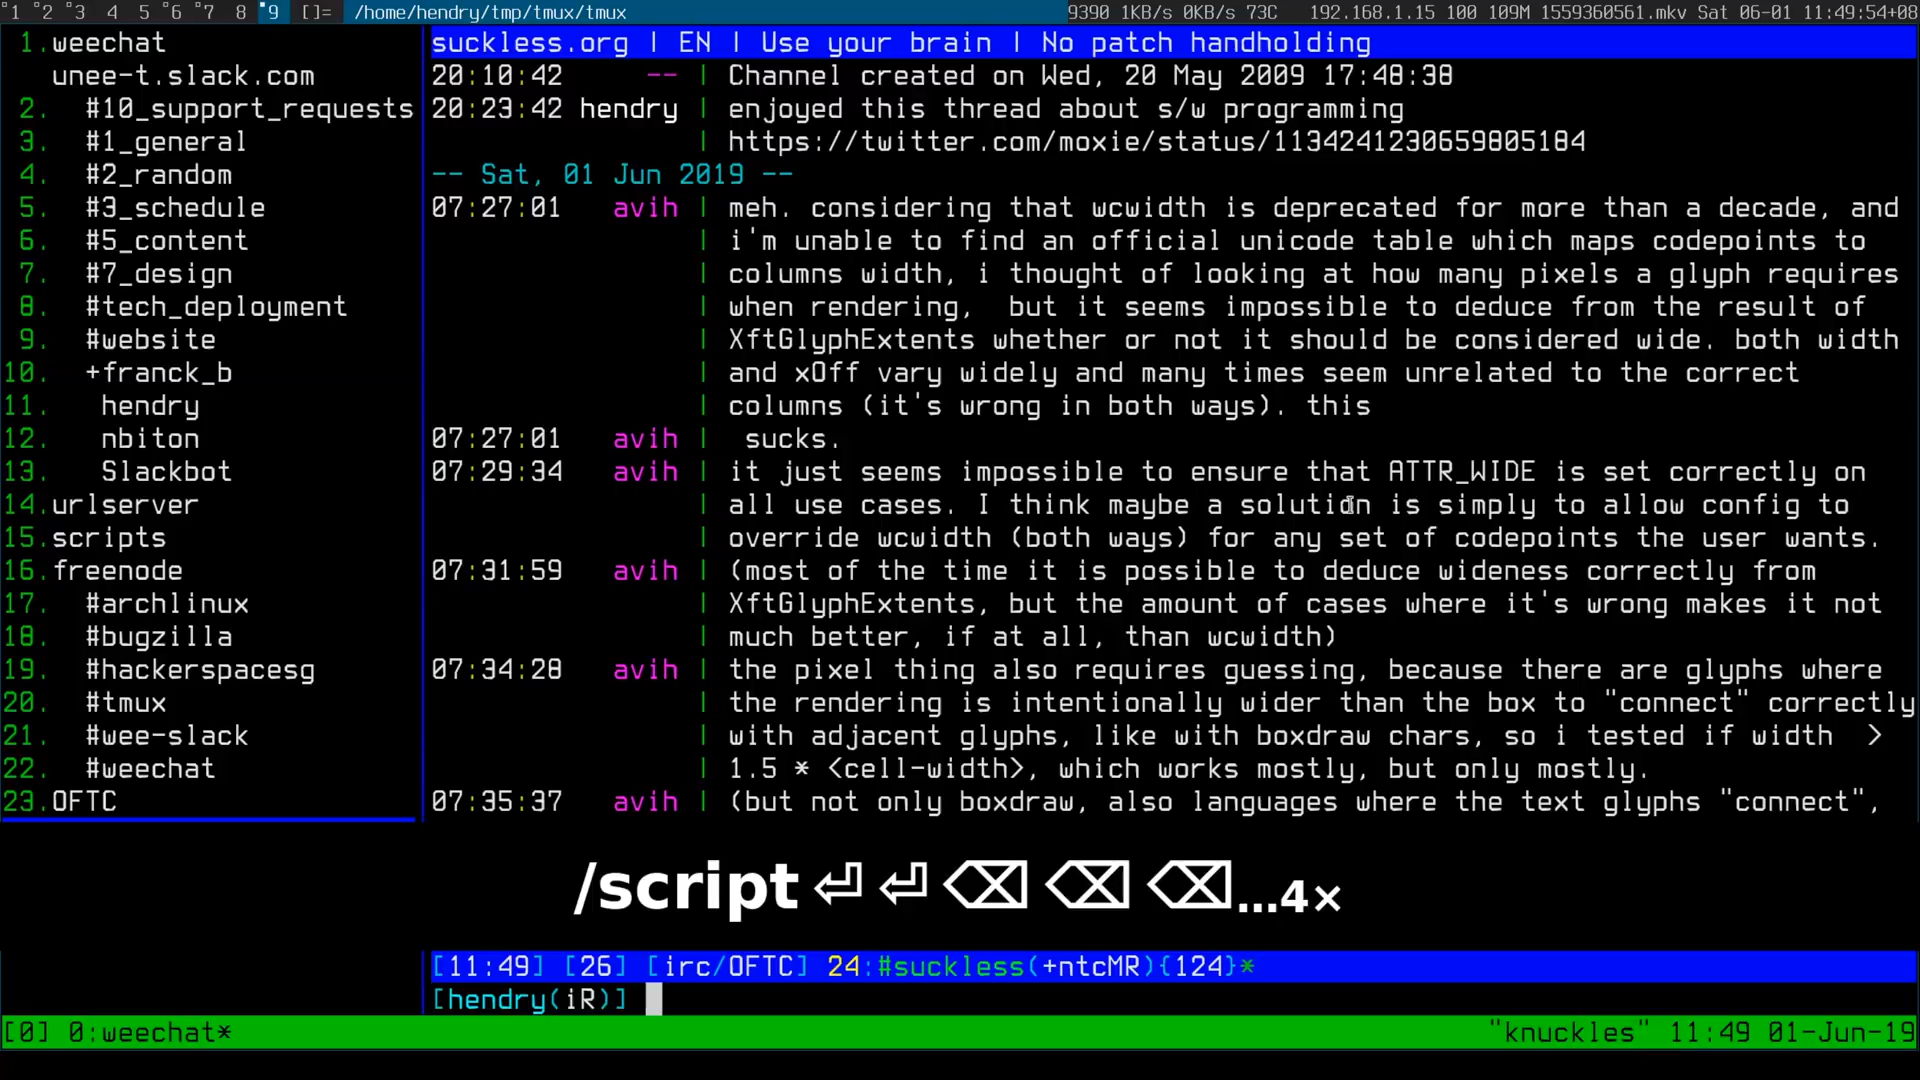 1 2 3 4 5 6 7 8 9 []= /home/hendry/tmp/tmux/tmux 9390 1KB/s 0KB/s 73C 192.168.1.15 100 109M 1559360561.mkv Sat 06-01 11:49:54+08
1.weechat
unee-t.slack.com
2. #10_support_requests
3. #1_general
4. #2_random
5. #3_schedule
6. #5_content
7. #7_design
8. #tech_deployment
9. #website
10. +franck_b
11. hendry
12. nbiton
13. Slackbot
14.urlserver
15.scripts
16.freenode
17. #archlinux
18. #bugzilla
19. #hackerspacesg
20. #tmux
21. #wee-slack
22. #weechat
23.OFTC
suckless.org | EN | Use your brain | No patch handholding
20:10:42 -- | Channel created on Wed, 20 May 2009 17:48:38
20:23:42 hendry | enjoyed this thread about s/w programming
| https://twitter.com/moxie/status/1134241230659805184
-- Sat, 01 Jun 2019 --
07:27:01 avih | meh. considering that wcwidth is deprecated for more than a decade, and
| i'm unable to find an official unicode table which maps codepoints to
| columns width, i thought of looking at how many pixels a glyph requires
| when rendering,  but it seems impossible to deduce from the result of
| XftGlyphExtents whether or not it should be considered wide. both width
| and xOff vary widely and many times seem unrelated to the correct
| columns (it's wrong in both ways). this
07:27:01 avih | sucks.
07:29:34 avih | it just seems impossible to ensure that ATTR_WIDE is set correctly on
| all use cases. I think maybe a solution is simply to allow config to
| override wcwidth (both ways) for any set of codepoints the user wants.
07:31:59 avih | (most of the time it is possible to deduce wideness correctly from
| XftGlyphExtents, but the amount of cases where it's wrong makes it not
| much better, if at all, than wcwidth)
07:34:28 avih | the pixel thing also requires guessing, because there are glyphs where
| the rendering is intentionally wider than the box to "connect" correctly
| with adjacent glyphs, like with boxdraw chars, so i tested if width  >
| 1.5 * <cell-width>, which works mostly, but only mostly.
07:35:37 avih | (but not only boxdraw, also languages where the text glyphs "connect",
/script⏎⏎⌫⌫⌫...4×
[11:49] [26] [irc/OFTC] 24:#suckless(+ntcMR){124}*
[hendry(iR)]
[0] 0:weechat* "knuckles" 11:49 01-Jun-19